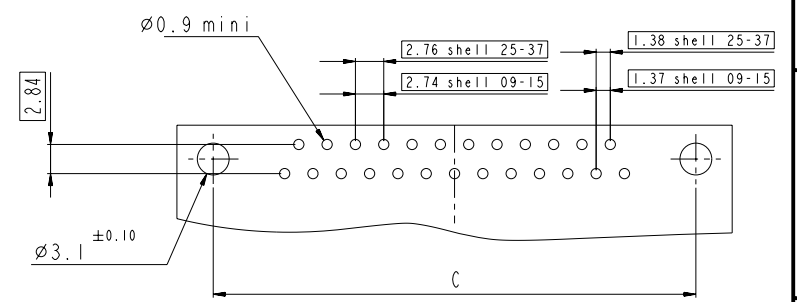 Ø0.9 mini
2.76 shell 25-37
1.38 shell 25-37
2.74 shell 09-15
1.37 shell 09-15
2.84
Ø3.1 ±0.10
C